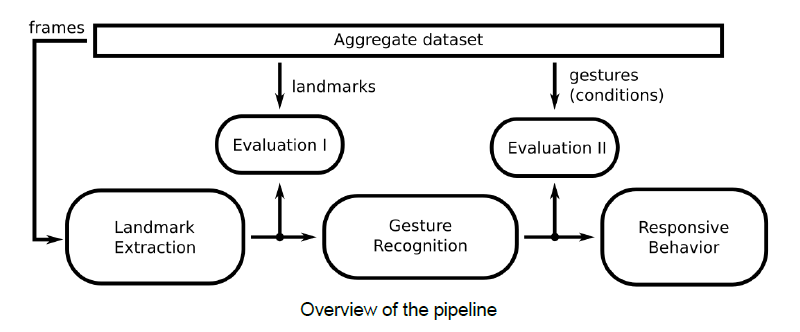 frames
Aggregate dataset
landmarks
gestures
(conditions)
Evaluation I
Evaluation II
Landmark
Extraction
Gesture
Recognition
Responsive
Behavior
Overview of the pipeline